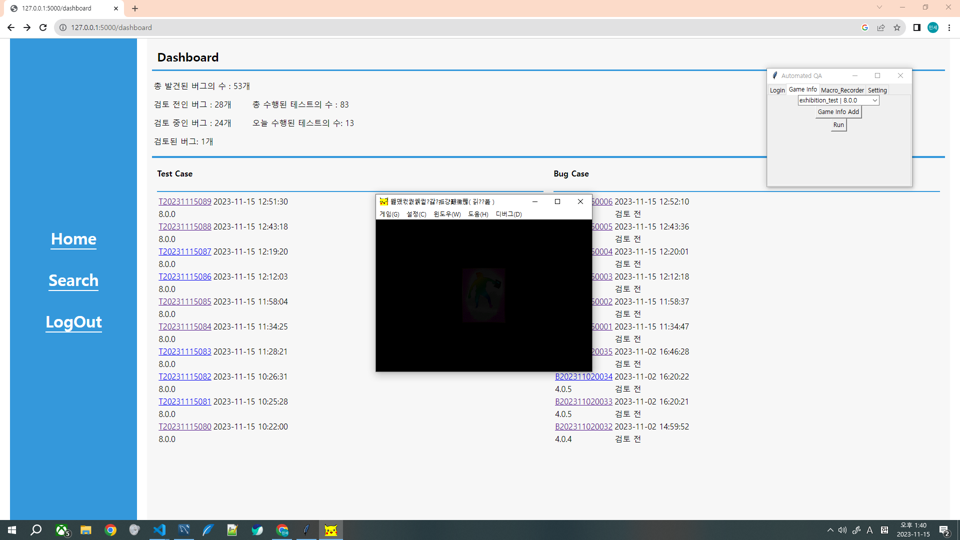 127.0.0.1:5000/dashboard
127.0.0.1:5000/dashboard
Dashboard
총 발견된 버그의 수 : 53개
검토 전인 버그 : 28개 총 수행된 테스트의 수 : 83
검토 중인 버그 : 24개 오늘 수행된 테스트의 수: 13
검토된 버그: 1개
Automated QA
Login Game Info Macro_Recorder Setting
exhibition_test | 8.0.0
Game Info Add
Run
Home
Search
LogOut
Test Case
T20231115089 2023-11-15 12:51:30
8.0.0
T20231115088 2023-11-15 12:43:18
8.0.0
T20231115087 2023-11-15 12:19:20
8.0.0
T20231115086 2023-11-15 12:12:03
8.0.0
T20231115085 2023-11-15 11:58:04
8.0.0
T20231115084 2023-11-15 11:34:25
8.0.0
T20231115083 2023-11-15 11:28:21
8.0.0
T20231115082 2023-11-15 10:26:31
8.0.0
T20231115081 2023-11-15 10:25:28
8.0.0
T20231115080 2023-11-15 10:22:00
8.0.0
게임(G) 설정(C) 윈도우(W) 도움(H) 디버그(D)
Bug Case
0006 2023-11-15 12:52:10
검토 전
0005 2023-11-15 12:43:36
검토 전
0004 2023-11-15 12:20:01
검토 전
0003 2023-11-15 12:12:18
검토 전
0002 2023-11-15 11:58:37
검토 전
0001 2023-11-15 11:34:47
검토 전
20035 2023-11-02 16:46:28
검토 전
B202311020034 2023-11-02 16:20:22
4.0.5 검토 전
B202311020033 2023-11-02 16:20:21
4.0.5 검토 전
B202311020032 2023-11-02 14:59:52
4.0.4 검토 전
A
오후 1:40
2023-11-15